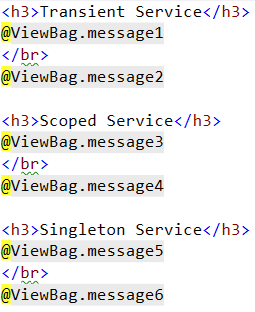 <h3>Transient Service</h3>
@ViewBag.message1
</br>
@ViewBag.message2
<h3>Scoped Service</h3>
@ViewBag.message3
</br>
@ViewBag.message4
<h3>Singleton Service</h3>
@ViewBag.message5
</br>
@ViewBag.message6